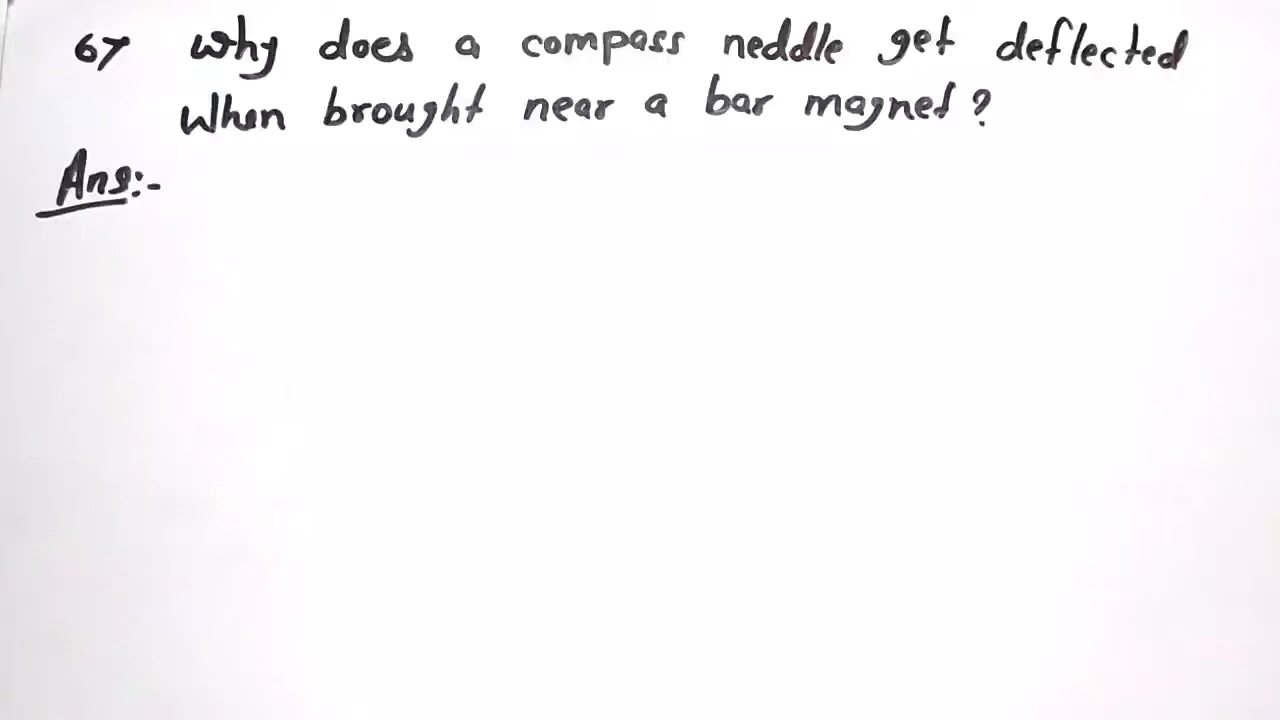 67 Why does a compass neddle get deflected
When brought near a bar magnet?
Ans:-